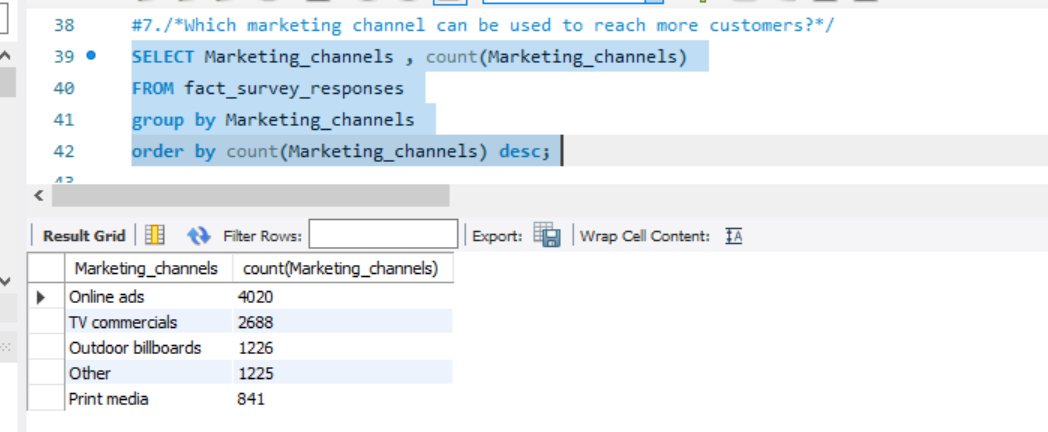 38 #7./*Which marketing channel can be used to reach more customers?*/
39 SELECT Marketing_channels , count(Marketing_channels)
40 FROM fact_survey_responses
41 group by Marketing_channels
42 order by count(Marketing_channels) desc;
43
Result Grid Filter Rows: Export: Wrap Cell Content: IA
Marketing_channels count(Marketing_channels)
Online ads 4020
TV commercials 2688
Outdoor billboards 1226
Other 1225
Print media 841